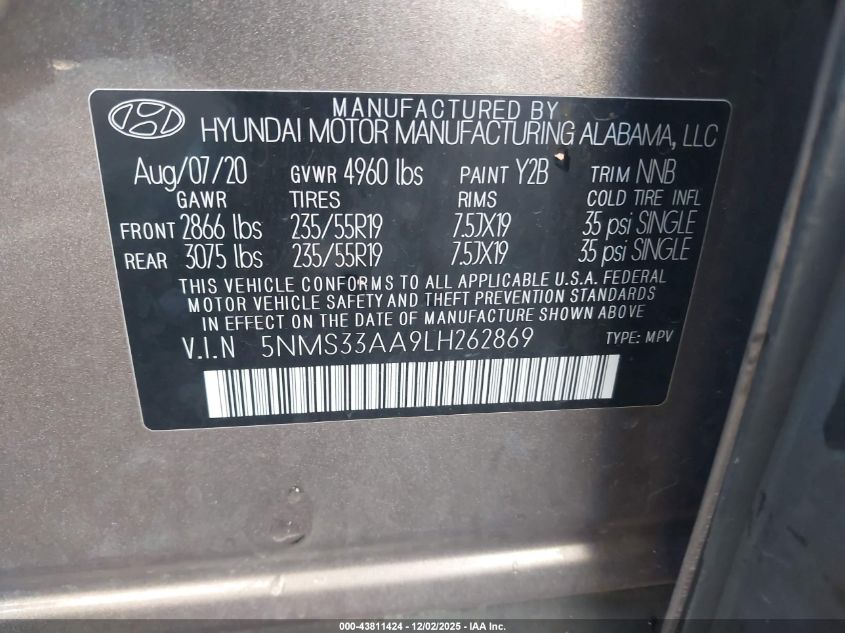 MANUFACTURED BY
HYUNDAI MOTOR MANUFACTURING ALABAMA, LLC
Aug/07/20 GVWR 4960 lbs PAINT Y2B TRIM NNB
GAWR TIRES RIMS COLD TIRE INFL
FRONT 2866 lbs 235/55R19 7.5JX19 35 psi SINGLE
REAR 3075 lbs 235/55R19 7.5JX19 35 psi SINGLE
THIS VEHICLE CONFORMS TO ALL APPLICABLE U.S.A. FEDERAL
MOTOR VEHICLE SAFETY AND THEFT PREVENTION STANDARDS
IN EFFECT ON THE DATE OF MANUFACTURE SHOWN ABOVE
V.I.N 5NMS33AA9LH262869 TYPE: MPV
000-43811424 - 12/02/2025 - IAA Inc.